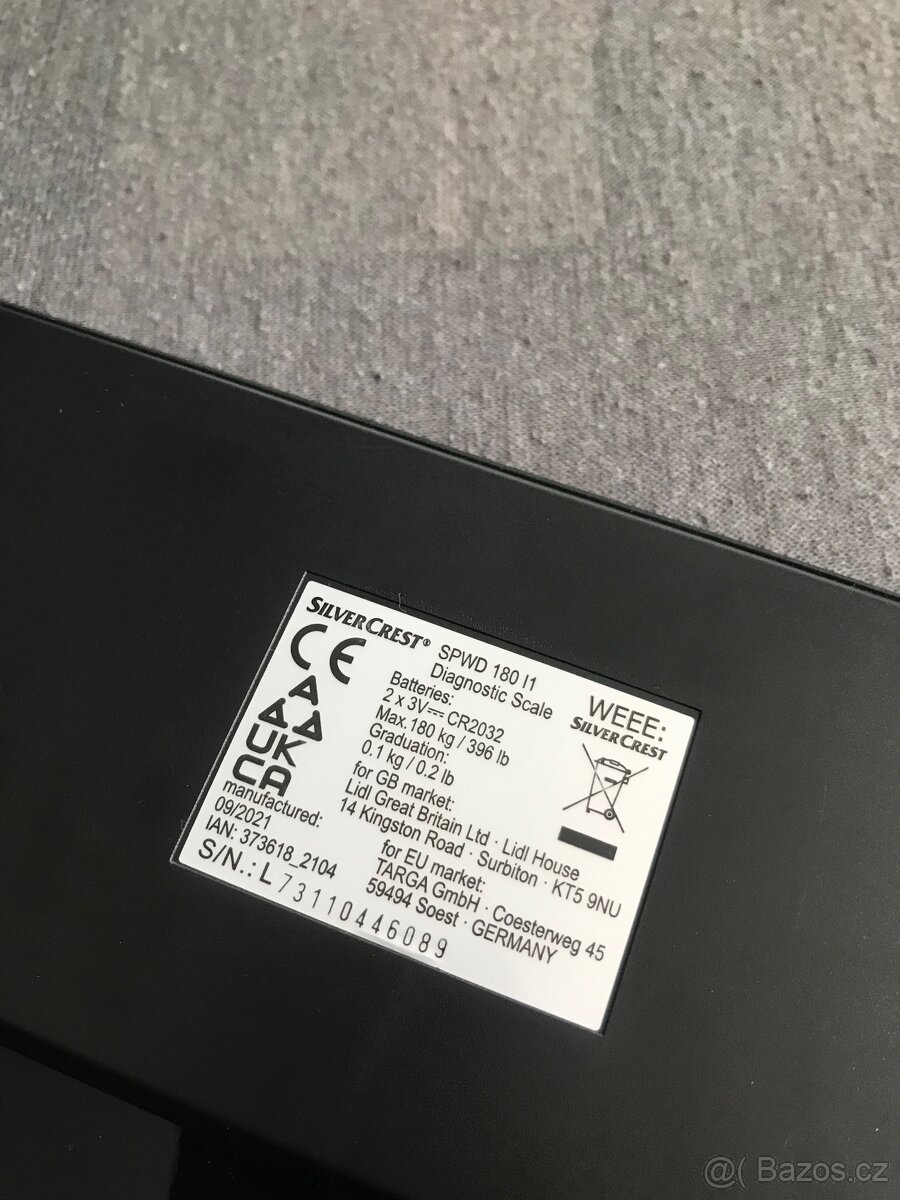 SILVERCREST® SPWD 180 I1
Diagnostic Scale
Batteries:
2 x 3V⎓ CR2032
Max. 180 kg / 396 lb
Graduation:
0.1 kg / 0.2 lb
for GB market:
Lidl Great Britain Ltd · Lidl House
14 Kingston Road · Surbiton · KT5 9NU
for EU market:
TARGA GmbH · Coesterweg 45
59494 Soest · GERMANY
WEEE:
SILVERCREST
CE
UK
CA
manufactured:
09/2021
IAN: 373618_2104
S/N.: L73110446089
@( Bazos.cz